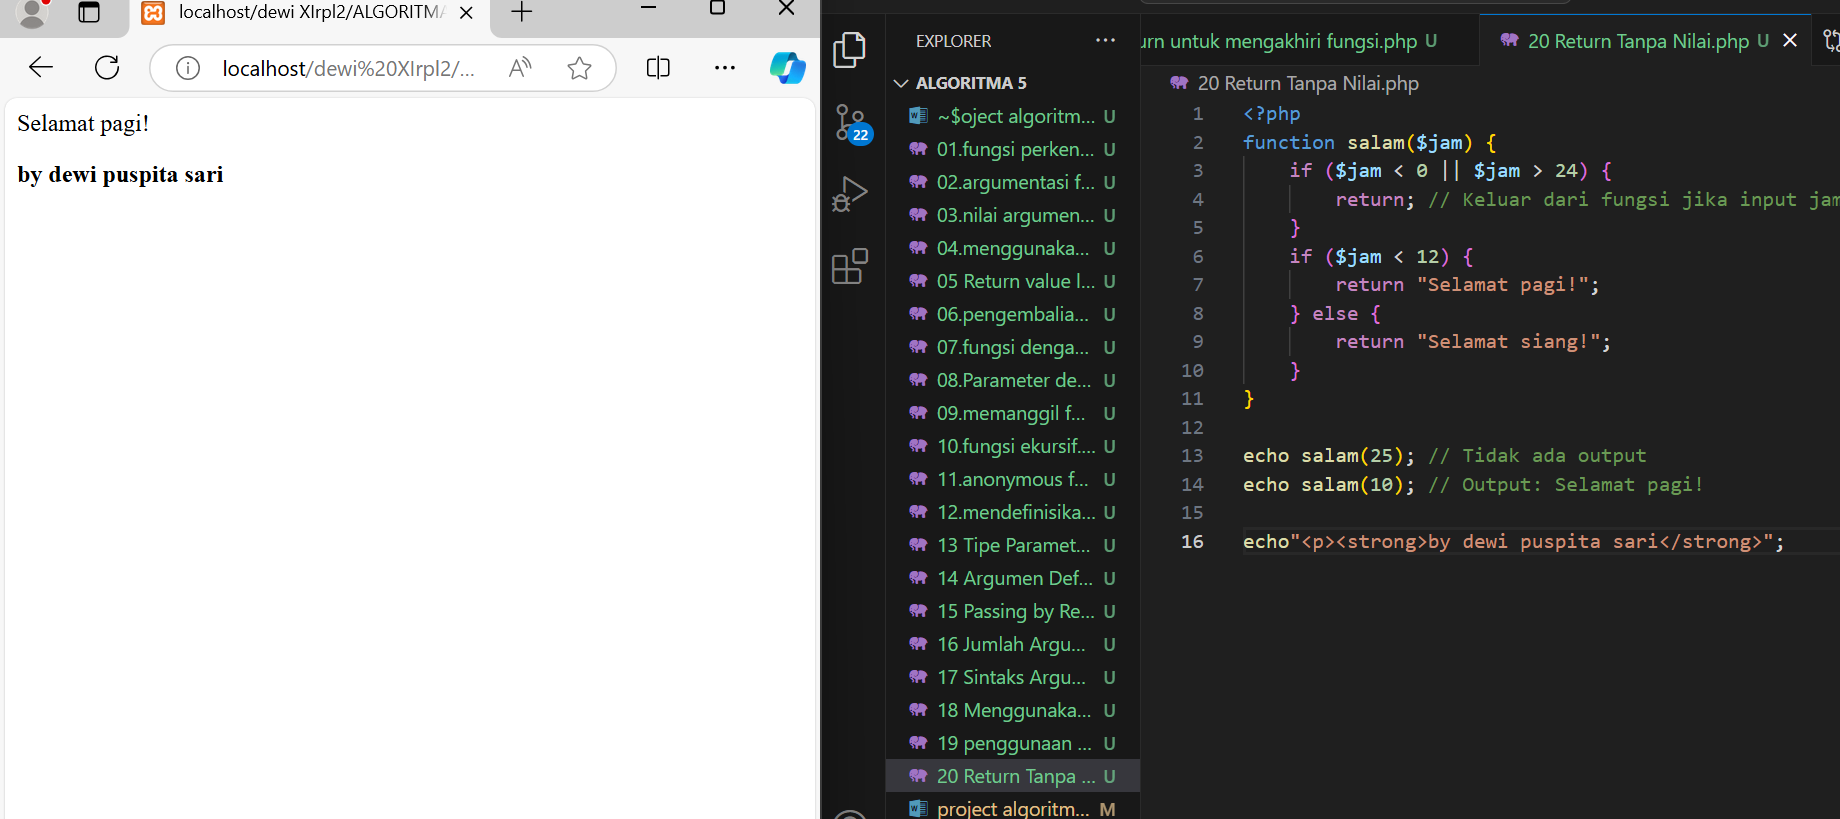 localhost/dewi XIrpl2/ALGORITMA
localhost/dewi%20XIrpl2/...
Selamat pagi!
by dewi puspita sari
22
EXPLORER
ALGORITMA 5
~$oject algoritm... U
01.fungsi perken... U
02.argumentasi f... U
03.nilai argumen... U
04.menggunaka... U
05 Return value l... U
06.pengembalia... U
07.fungsi denga... U
08.Parameter de... U
09.memanggil f... U
10.fungsi ekursif.... U
11.anonymous f... U
12.mendefinisika... U
13 Tipe Paramet... U
14 Argumen Def... U
15 Passing by Re... U
16 Jumlah Argu... U
17 Sintaks Argu... U
18 Menggunaka... U
19 penggunaan ... U
20 Return Tanpa ... U
project algoritm... M
urn untuk mengakhiri fungsi.php U
20 Return Tanpa Nilai.php U
20 Return Tanpa Nilai.php
1 <?php
2 function salam($jam) {
3 if ($jam < 0 || $jam > 24) {
4 return; // Keluar dari fungsi jika input jam
5 }
6 if ($jam < 12) {
7 return "Selamat pagi!";
8 } else {
9 return "Selamat siang!";
10 }
11 }
12
13 echo salam(25); // Tidak ada output
14 echo salam(10); // Output: Selamat pagi!
15
16 echo"<p><strong>by dewi puspita sari</strong>";